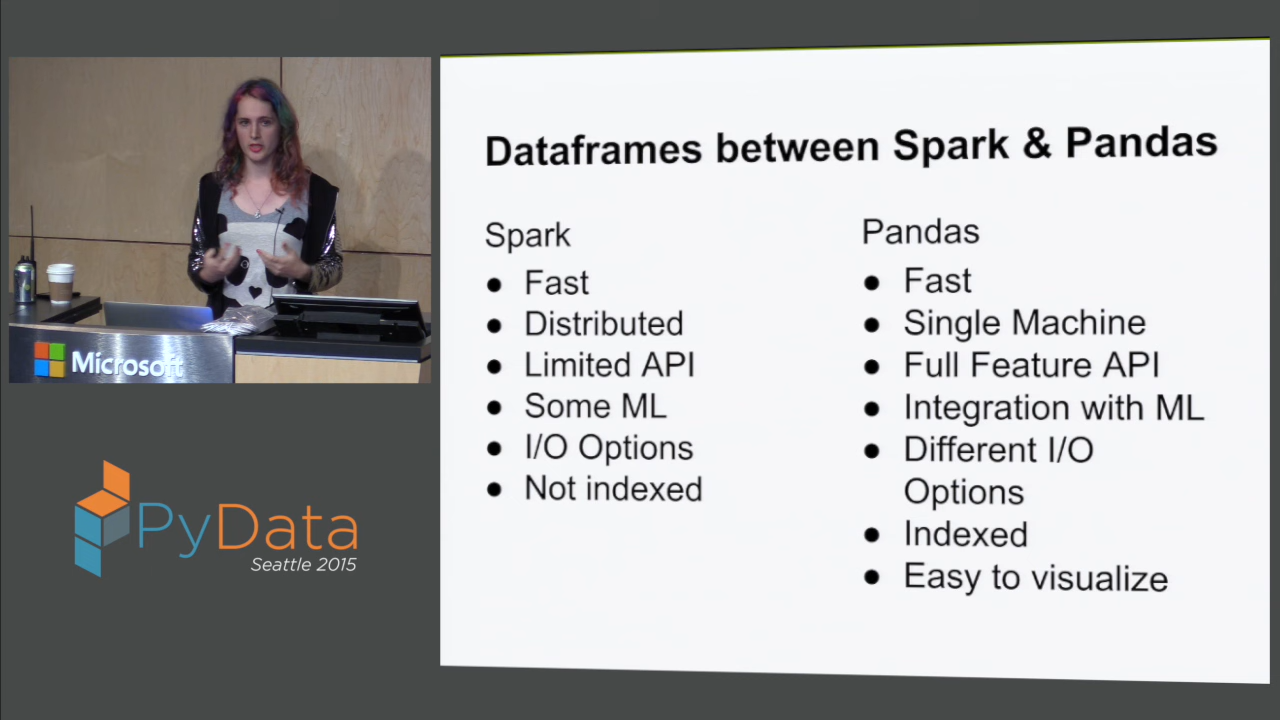 Dataframes between Spark & Pandas
Spark
● Fast
● Distributed
● Limited API
● Some ML
● I/O Options
● Not indexed
Pandas
● Fast
● Single Machine
● Full Feature API
● Integration with ML
● Different I/O
Options
● Indexed
● Easy to visualize
Microsoft
PyData
Seattle 2015